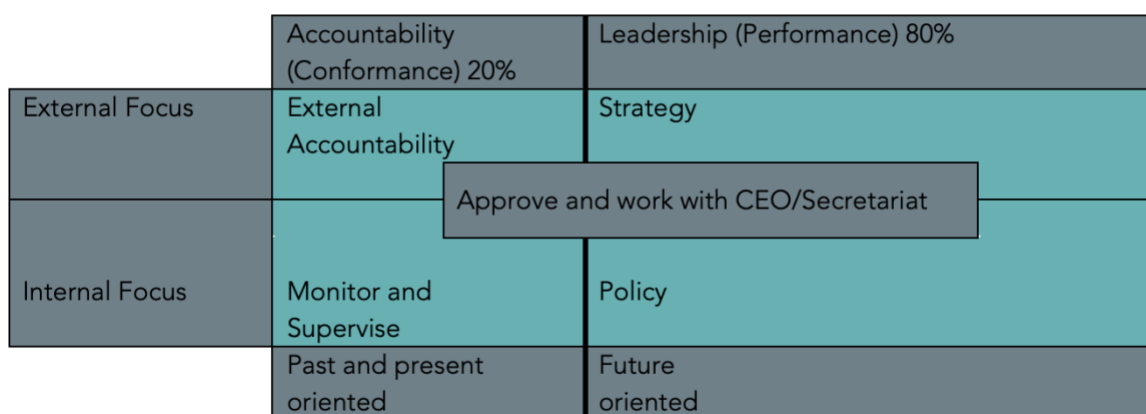 Accountability
(Conformance) 20%
Leadership (Performance) 80%
External Focus
External
Accountability
Strategy
Approve and work with CEO/Secretariat
Internal Focus
Monitor and
Supervise
Policy
Past and present
oriented
Future
oriented